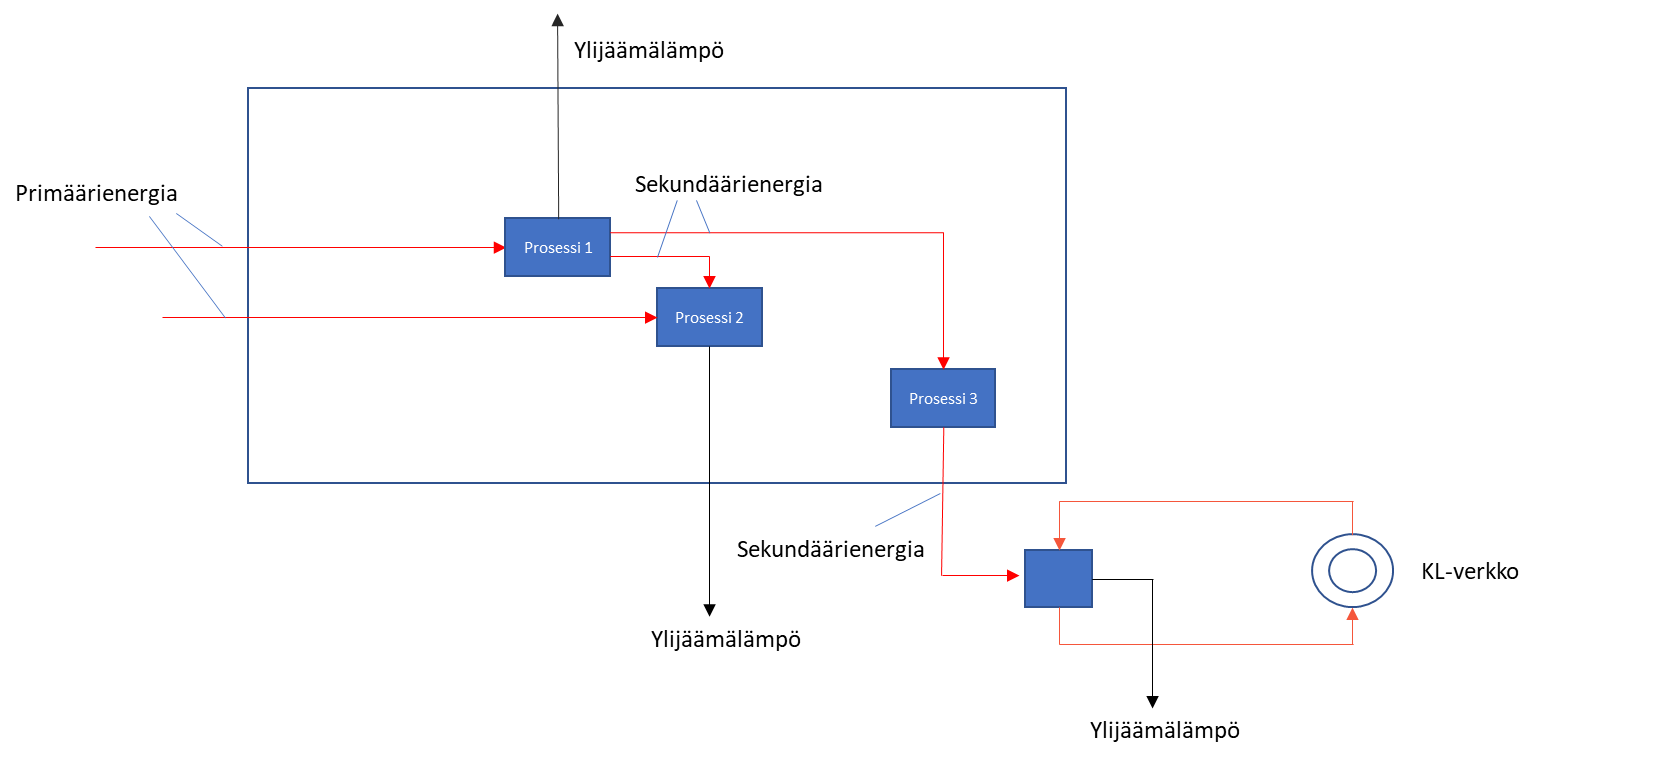 Ylijäämälämpö
Primäärienergia
Sekundäärienergia
Prosessi 1
Prosessi 2
Prosessi 3
Sekundäärienergia
KL-verkko
Ylijäämälämpö
Ylijäämälämpö